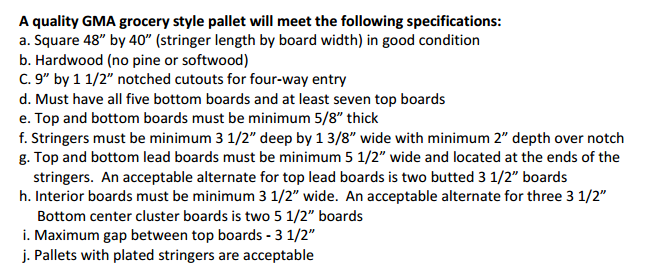 A quality GMA grocery style pallet will meet the following specifications:
a. Square 48” by 40” (stringer length by board width) in good condition
b. Hardwood (no pine or softwood)
C. 9” by 1 1/2” notched cutouts for four-way entry
d. Must have all five bottom boards and at least seven top boards
e. Top and bottom boards must be minimum 5/8” thick
f. Stringers must be minimum 3 1/2” deep by 1 3/8” wide with minimum 2” depth over notch
g. Top and bottom lead boards must be minimum 5 1/2” wide and located at the ends of the
stringers. An acceptable alternate for top lead boards is two butted 3 1/2” boards
h. Interior boards must be minimum 3 1/2” wide. An acceptable alternate for three 3 1/2”
Bottom center cluster boards is two 5 1/2” boards
i. Maximum gap between top boards - 3 1/2”
j. Pallets with plated stringers are acceptable